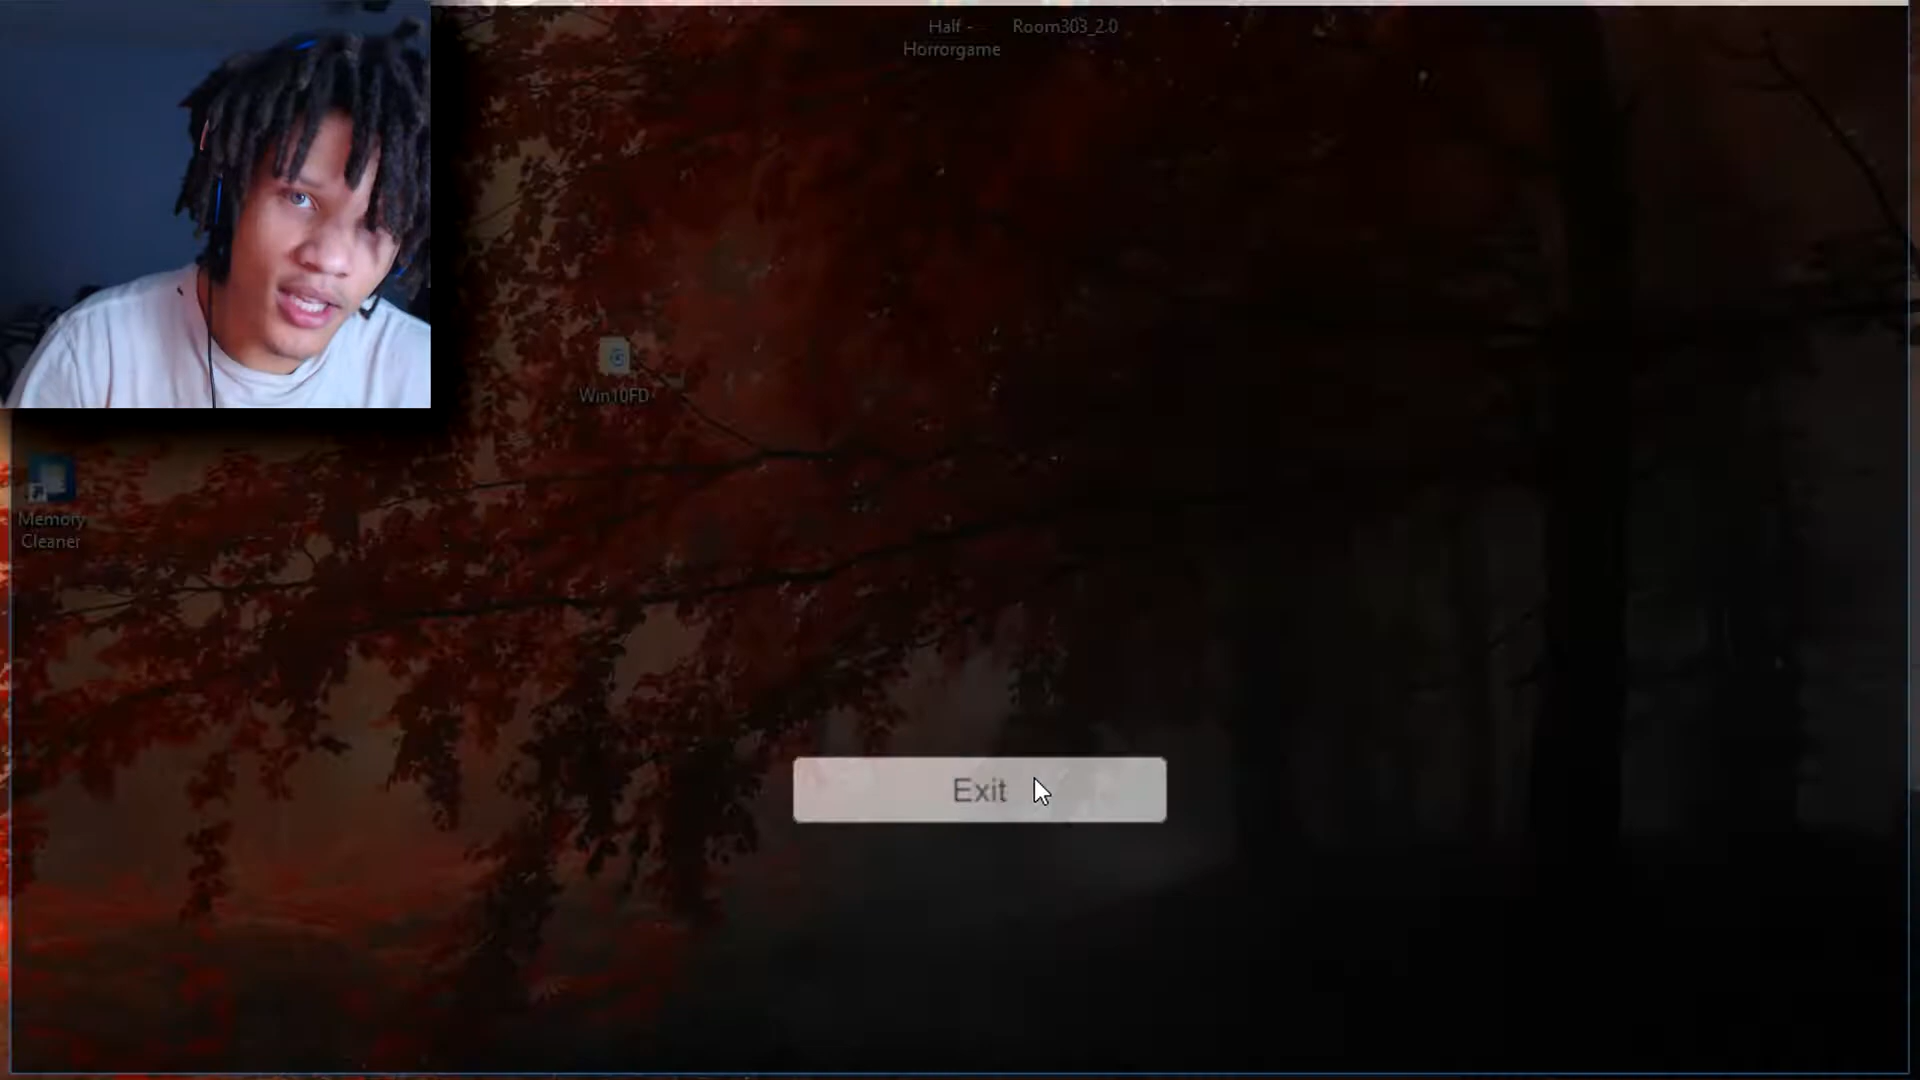 Half -
Horrorgame
Room303_2.0
Win10FD
Memory
Cleaner
Exit